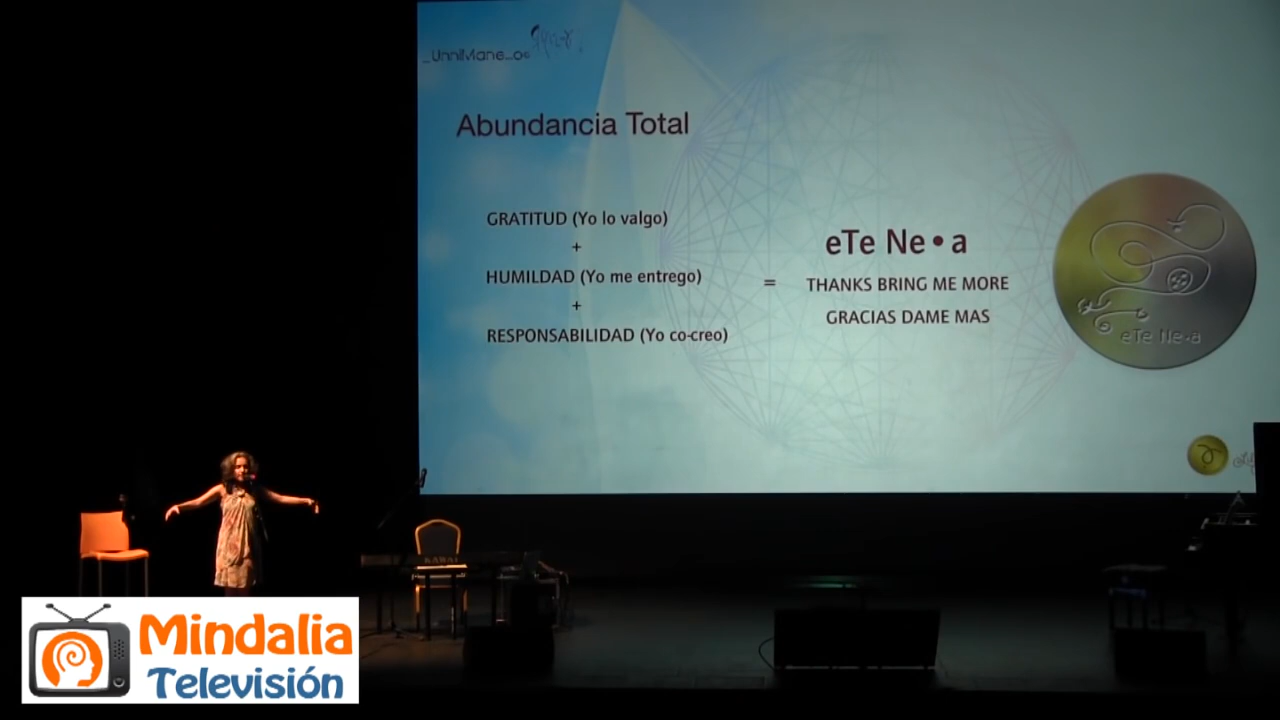 Abundancia Total
GRATITUD (Yo lo valgo)
+
HUMILDAD (Yo me entrego)
+
RESPONSABILIDAD (Yo co-creo)
=
eTe Ne•a
THANKS BRING ME MORE
GRACIAS DAME MAS
eTe Ne•a
KAWAI
Mindalia
Televisión